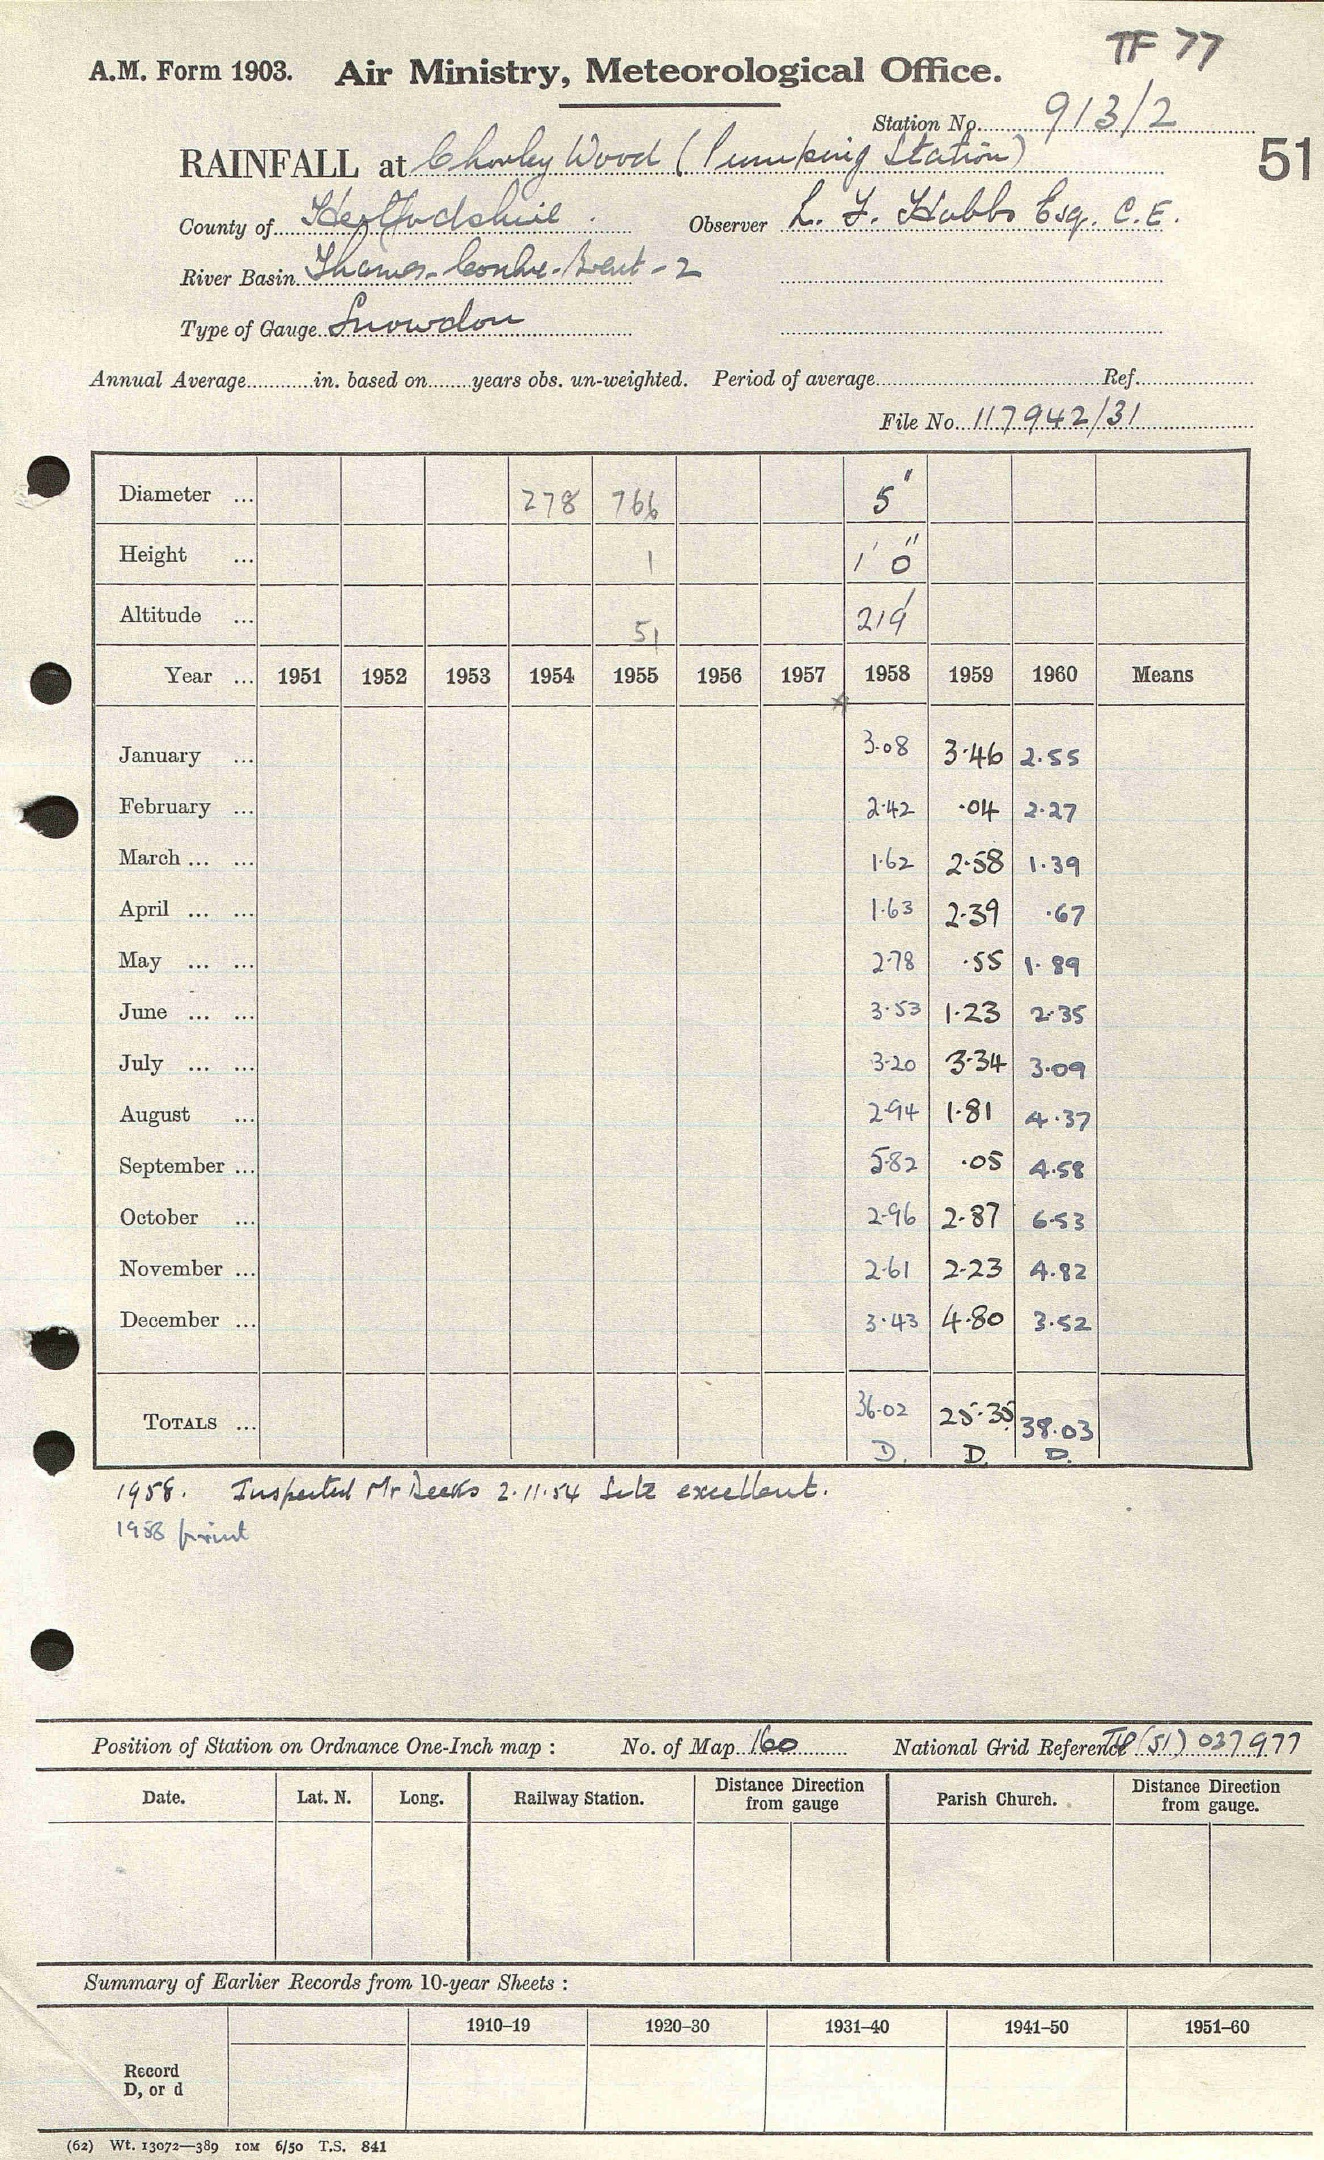 TF 77
A.M. Form 1903. Air Ministry, Meteorological Office.
Station No. 913/2
51
RAINFALL at Chorley Wood (Pumping Station)
County of Hertfordshire. Observer L. F. Hobbs Esq. C.E.
River Basin Thames-Colne-Brent-2
Type of Gauge Snowdon
Annual Average in. based on years obs. un-weighted. Period of average Ref.
File No. 117942/31
Diameter ... 278 766 5"
Height ... 1 1' 0"
Altitude ... 51 219'
Year ... 1951 1952 1953 1954 1955 1956 1957 1958 1959 1960 Means
January ... 3.08 3.46 2.55
February ... 2.42 .04 2.27
March ... ... 1.62 2.58 1.39
April ... ... 1.63 2.39 .67
May ... ... 2.78 .55 1.89
June ... ... 3.53 1.23 2.35
July ... ... 3.20 3.34 3.09
August ... 2.94 1.81 4.37
September ... 5.82 .05 4.58
October ... 2.96 2.87 6.53
November ... 2.61 2.23 4.82
December ... 3.43 4.80 3.52
TOTALS ... 36.02 25.35 38.03
D. D. D.
1958. Inspected Mr Deeks 2.11.54 Site excellent.
1958 print
Position of Station on Ordnance One-Inch map : No. of Map 160 National Grid Reference (51) 037977
Date. Lat. N. Long. Railway Station. Distance Direction from gauge Parish Church. Distance Direction from gauge.
Summary of Earlier Records from 10-year Sheets :
1910–19 1920–30 1931–40 1941–50 1951–60
Record
D, or d
(62) Wt. 13072—389 10M 6/50 T.S. 841